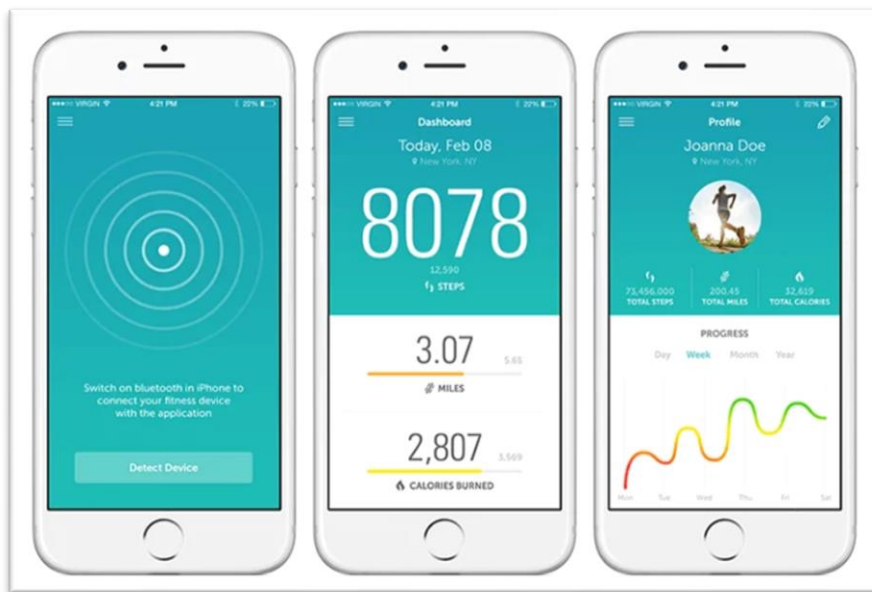 VIRGIN 4:21 PM 22%
Switch on bluetooth in iPhone to
connect your fitness device
with the application
Detect Device
VIRGIN 4:21 PM 22%
Dashboard
Today, Feb 08
New York, NY
8078
12,590
STEPS
3.07 5.65
MILES
2,807 3,569
CALORIES BURNED
VIRGIN 4:21 PM 22%
Profile
Joanna Doe
New York, NY
73,456,000 200.45 32,619
TOTAL STEPS TOTAL MILES TOTAL CALORIES
PROGRESS
Day Week Month Year
Mon Tue Wed Thu Fri Sat